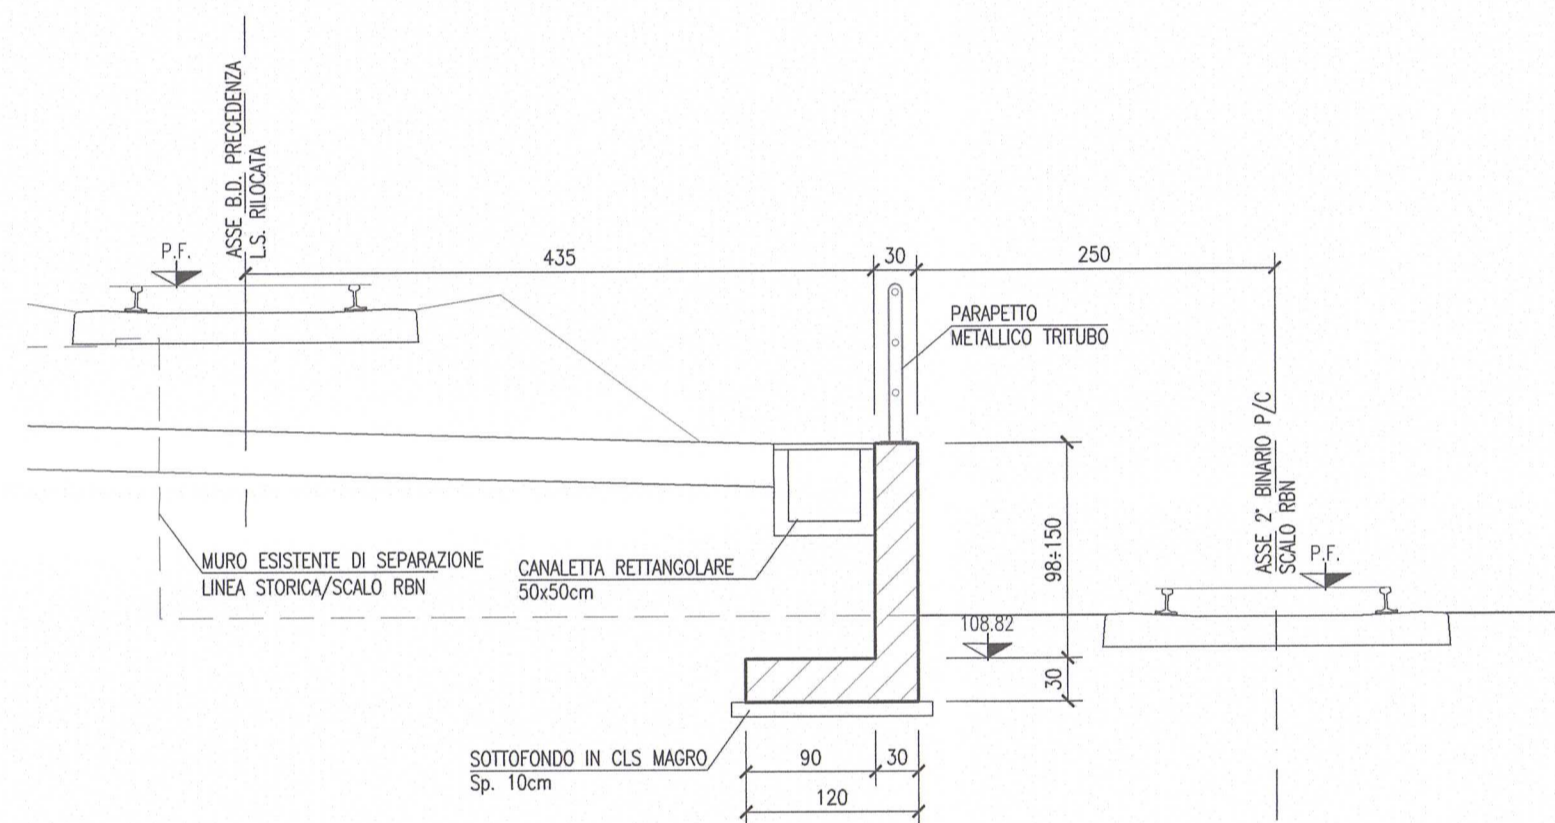 ASSE B.D. PRECEDENZA
L.S. RILOCATA
P.F.
435
30
250
PARAPETTO
METALLICO TRITUBO
ASSE 2° BINARIO P/C
SCALO RBN
P.F.
98÷150
MURO ESISTENTE DI SEPARAZIONE
LINEA STORICA/SCALO RBN
CANALETTA RETTANGOLARE
50x50cm
108.82
30
SOTTOFONDO IN CLS MAGRO
Sp. 10cm
90
30
120